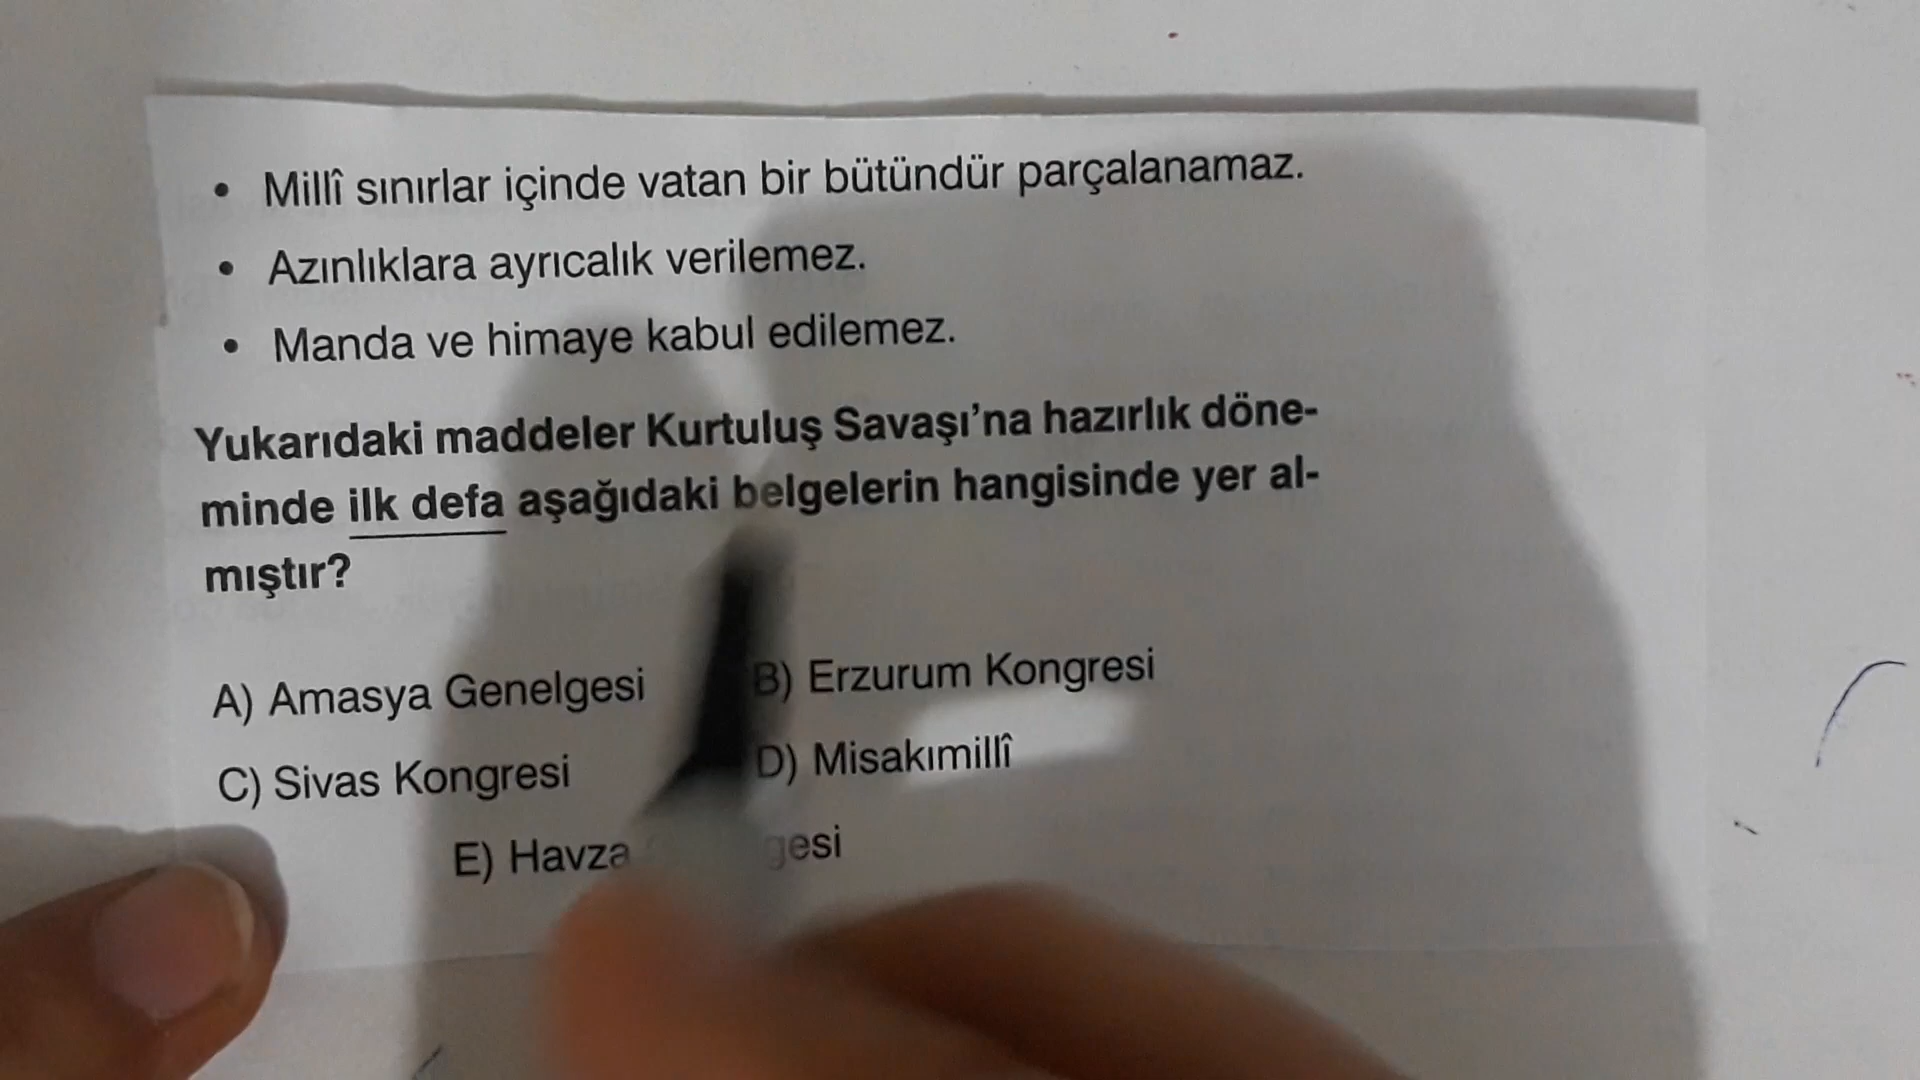 • Millî sınırlar içinde vatan bir bütündür parçalanamaz.
• Azınlıklara ayrıcalık verilemez.
• Manda ve himaye kabul edilemez.
Yukarıdaki maddeler Kurtuluş Savaşı'na hazırlık döne-
minde ilk defa aşağıdaki belgelerin hangisinde yer al-
mıştır?
A) Amasya Genelgesi B) Erzurum Kongresi
C) Sivas Kongresi D) Misakımillî
E) Havza